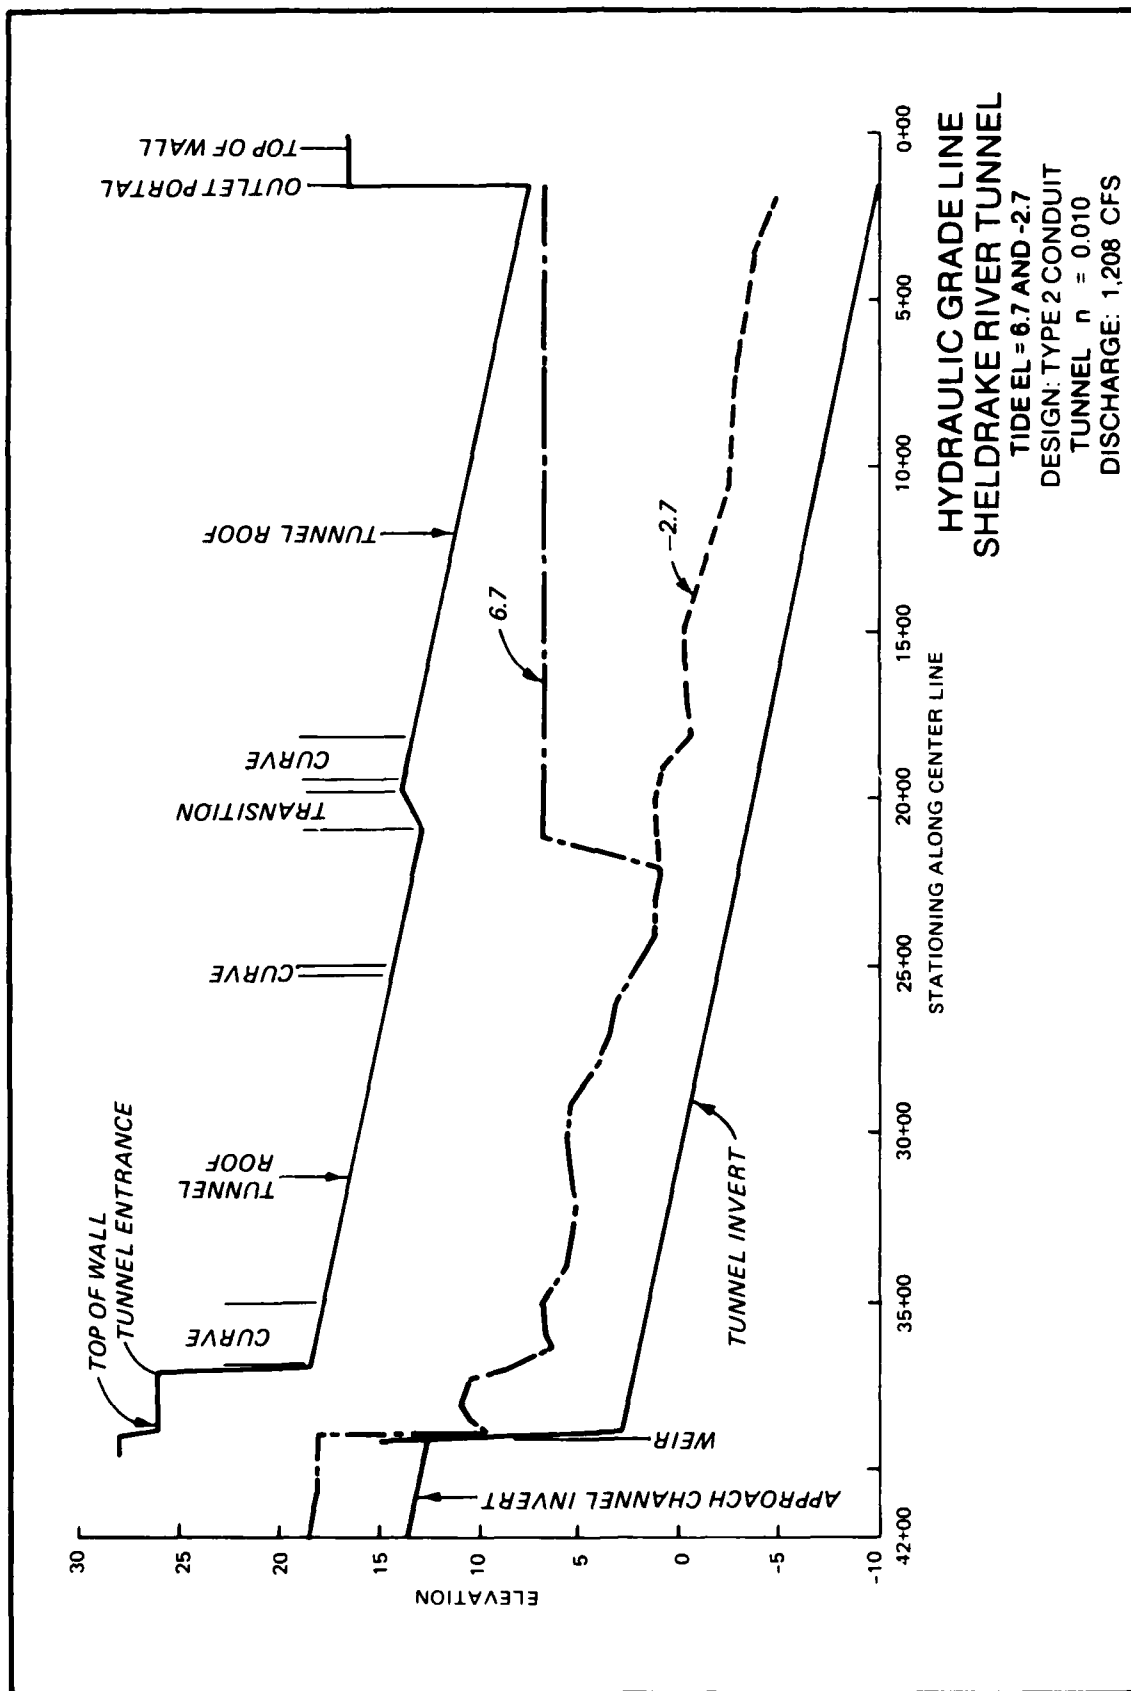 TOP OF WALL
TUNNEL ENTRANCE
CURVE
TUNNEL
ROOF
CURVE
TRANSITION
CURVE
TUNNEL ROOF
OUTLET PORTAL
TOP OF WALL
6.7
-2.7
WEIR
APPROACH CHANNEL INVERT
TUNNEL INVERT
ELEVATION
30
25
20
15
10
5
0
-5
-10
42+00
35+00
30+00
25+00
20+00
15+00
10+00
5+00
0+00
STATIONING ALONG CENTER LINE
HYDRAULIC GRADE LINE
SHELDRAKE RIVER TUNNEL
TIDE EL = 6.7 AND -2.7
DESIGN: TYPE 2 CONDUIT
TUNNEL n = 0.010
DISCHARGE: 1,208 CFS